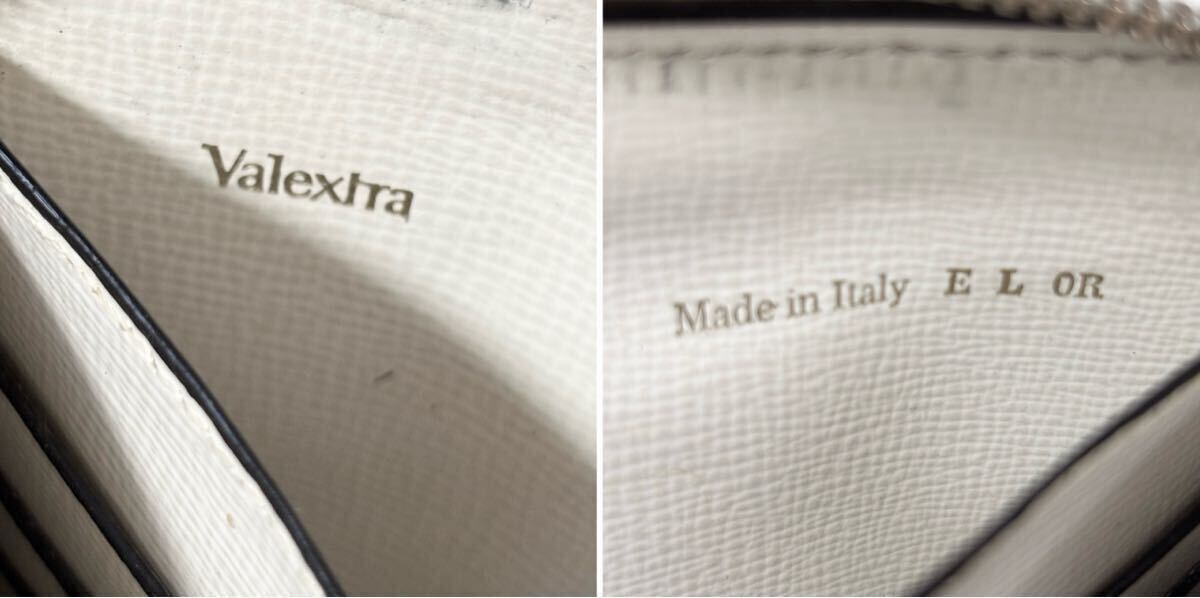 Valextra
Made in Italy E L OR